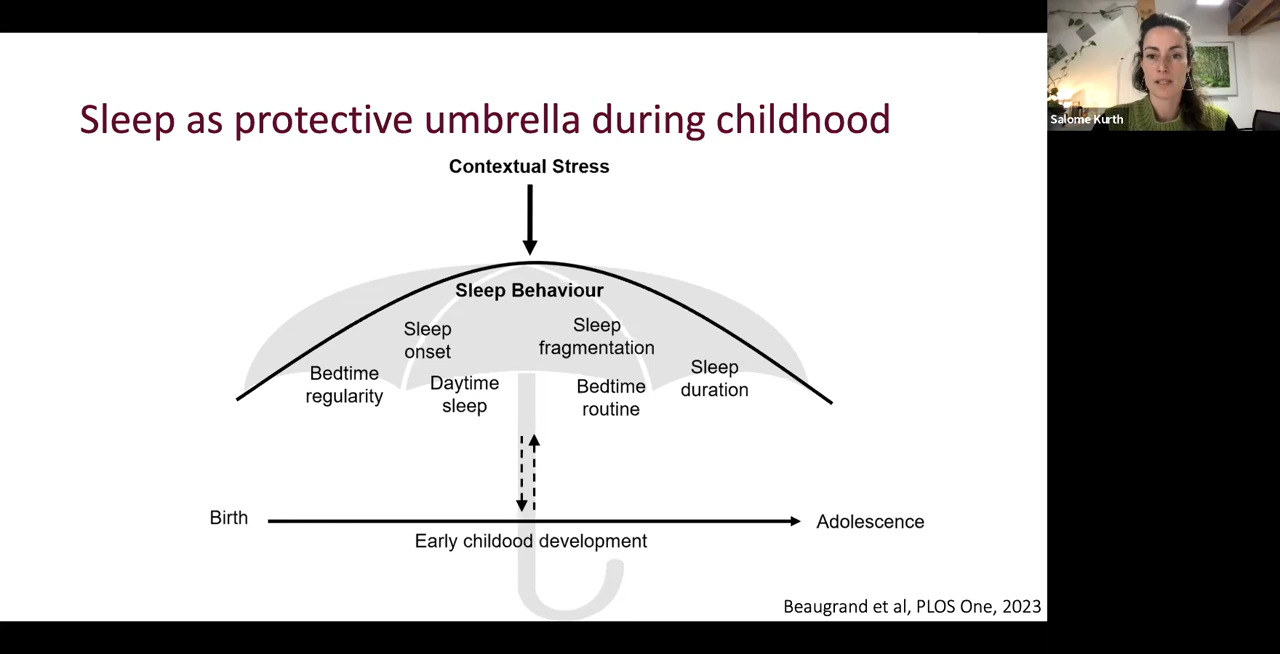 Sleep as protective umbrella during childhood
Salome Kurth
Contextual Stress
Sleep Behaviour
Sleep
onset
Sleep
fragmentation
Bedtime
regularity
Daytime
sleep
Bedtime
routine
Sleep
duration
Birth
Adolescence
Early childood development
Beaugrand et al, PLOS One, 2023